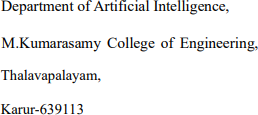 Department of Artificial Intelligence,
M.Kumarasamy College of Engineering,
Thalavapalayam,
Karur-639113